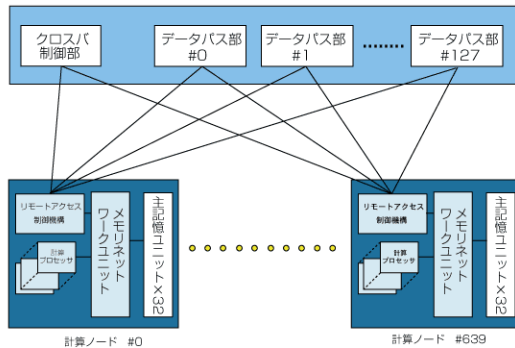 クロスバ
制御部
データパス部
#0
データパス部
#1
データパス部
#127
リモートアクセス
制御機構
計算
プロセッサ
メモリネット
ワークユニット
主記憶ユニット×32
リモートアクセス
制御機構
計算
プロセッサ
メモリネット
ワークユニット
主記憶ユニット×32
計算ノード #0
計算ノード #639